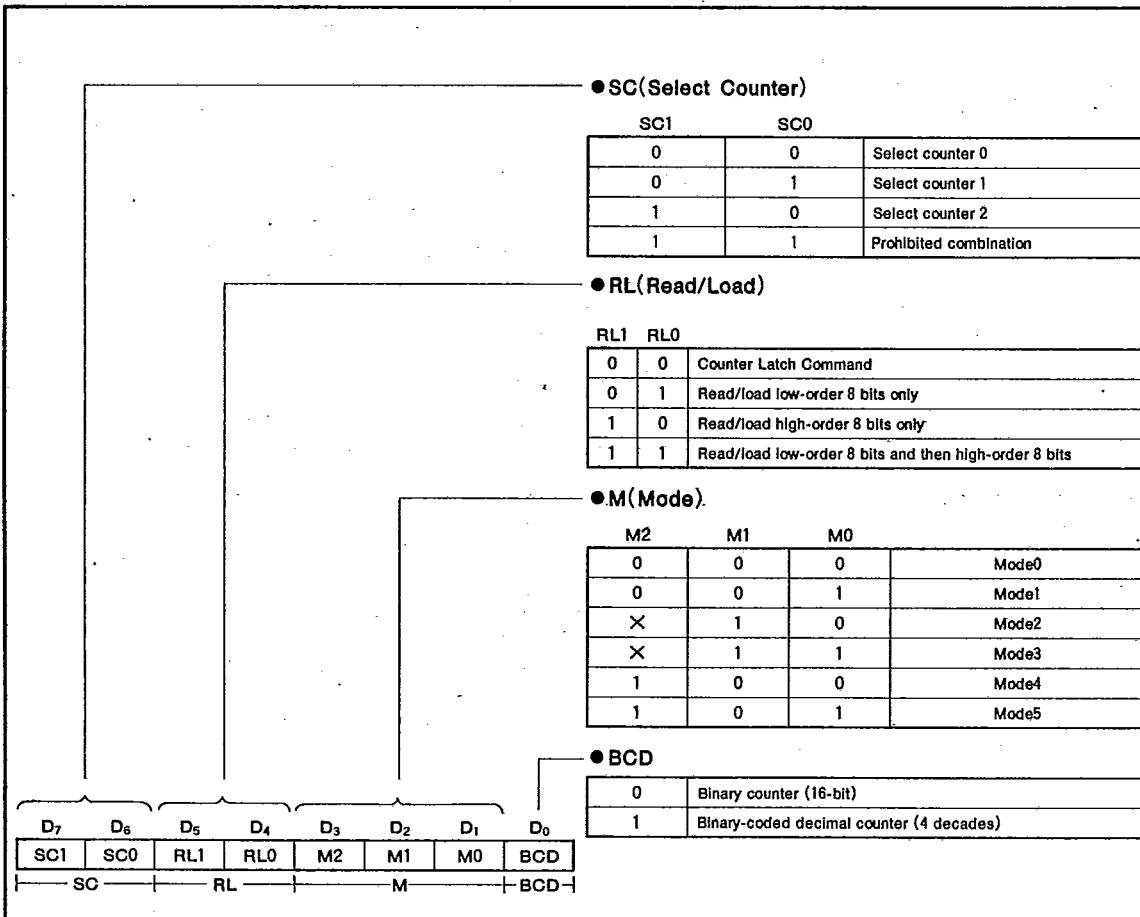 ●SC(Select Counter)
SC1 SC0
0 0 Select counter 0
0 1 Select counter 1
1 0 Select counter 2
1 1 Prohibited combination
●RL(Read/Load)
RL1 RL0
0 0 Counter Latch Command
0 1 Read/load low-order 8 bits only
1 0 Read/load high-order 8 bits only
1 1 Read/load low-order 8 bits and then high-order 8 bits
●M(Mode)
M2 M1 M0
0 0 0 Mode0
0 0 1 Mode1
× 1 0 Mode2
× 1 1 Mode3
1 0 0 Mode4
1 0 1 Mode5
●BCD
0 Binary counter (16-bit)
1 Binary-coded decimal counter (4 decades)
D₇ D₆ D₅ D₄ D₃ D₂ D₁ D₀
SC1 SC0 RL1 RL0 M2 M1 M0 BCD
SC RL M BCD